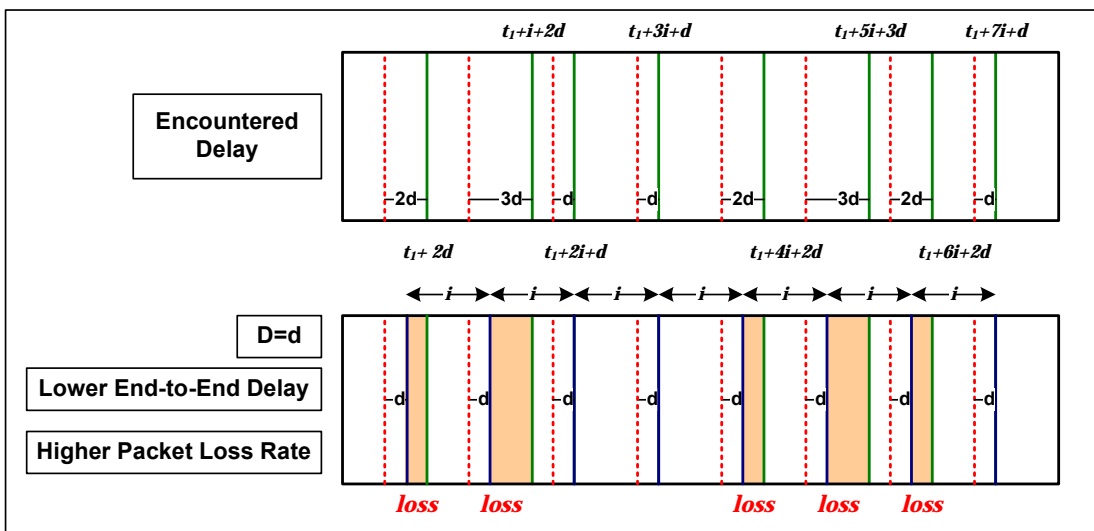 t₁+i+2d t₁+3i+d t₁+5i+3d t₁+7i+d
Encountered
Delay
2d 3d d d 2d 3d 2d d
t₁+ 2d t₁+2i+d t₁+4i+2d t₁+6i+2d
i i i i i i i
D=d
Lower End-to-End Delay
d d d d d d d d
Higher Packet Loss Rate
loss loss loss loss loss